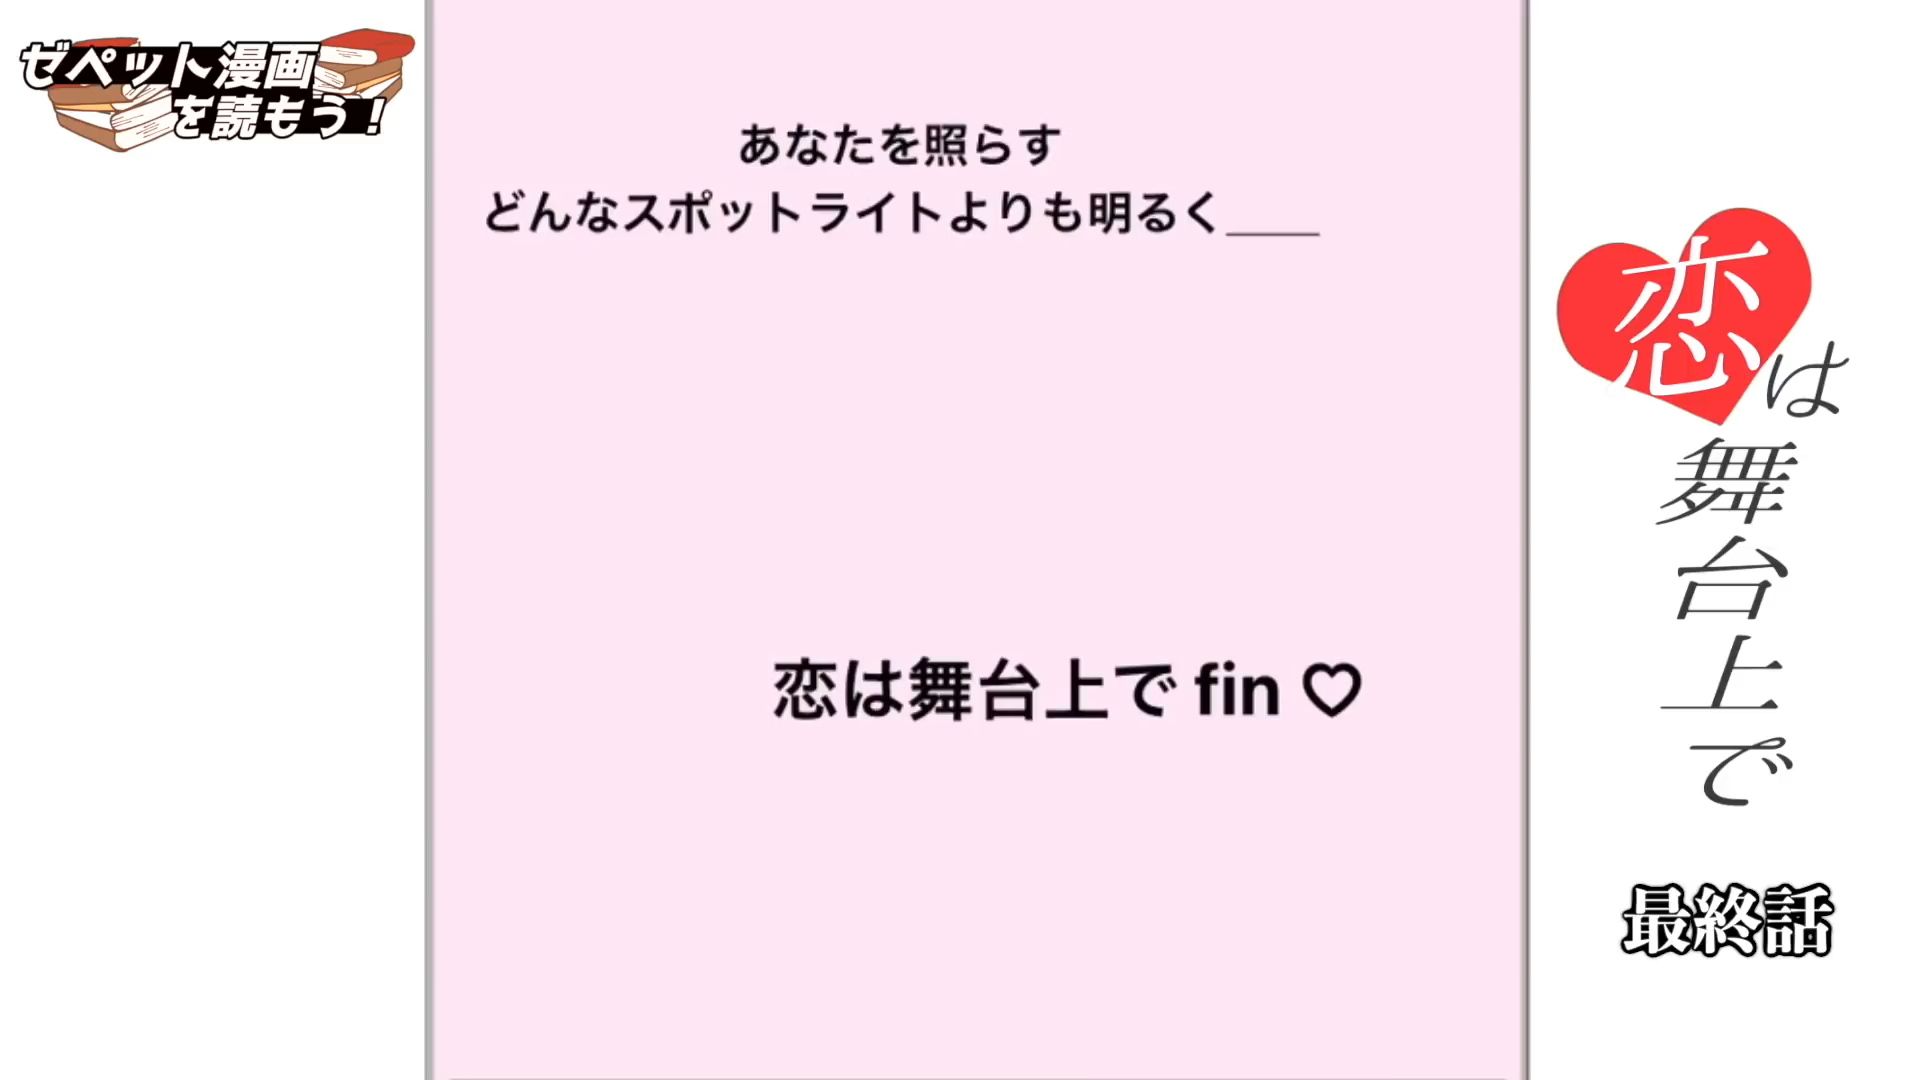 ゼペット漫画
を読もう!
あなたを照らす
どんなスポットライトよりも明るく____
恋は舞台上で fin ♡
恋は
舞
台
上
で
最終話